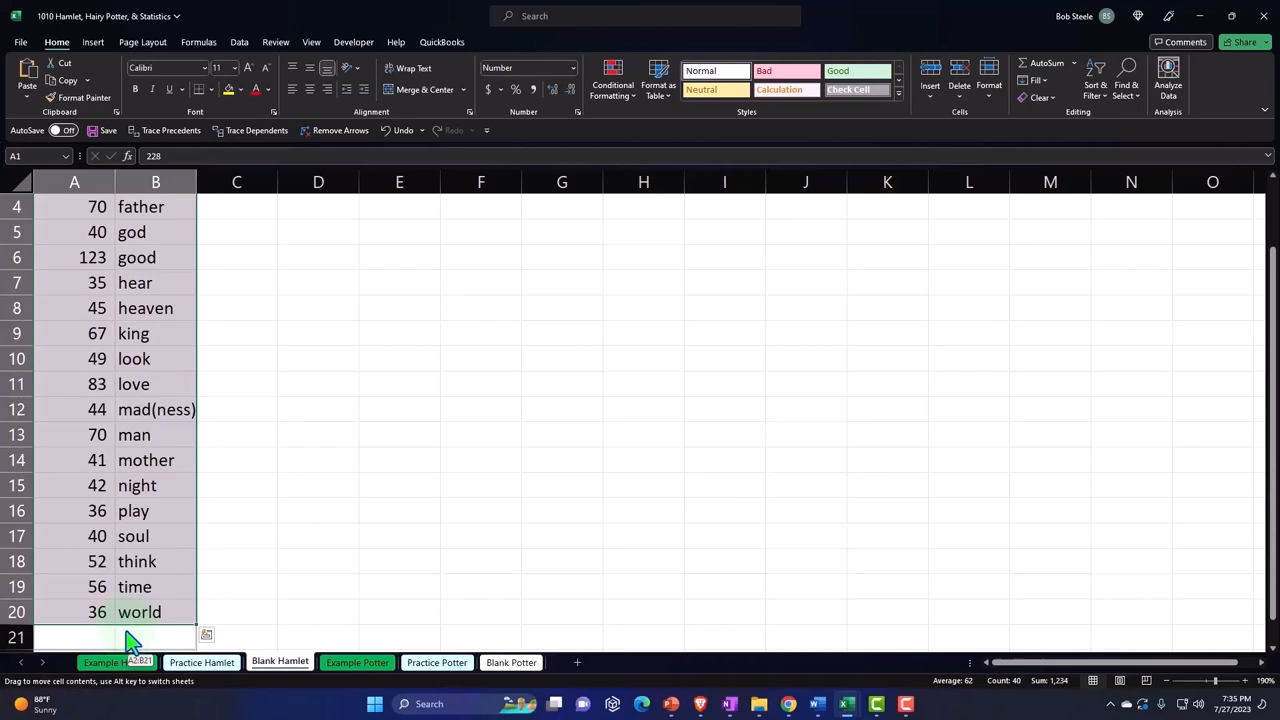 1010 Hamlet, Hairy Potter, & Statistics
Search
Bob Steele
BS
File
Home
Insert
Page Layout
Formulas
Data
Review
View
Developer
Help
QuickBooks
Comments
Share
Paste
Cut
Copy
Format Painter
Clipboard
Calibri
11
Font
Wrap Text
Merge & Center
Alignment
Number
Number
Conditional Formatting
Format as Table
Normal
Bad
Good
Neutral
Calculation
Check Cell
Styles
Insert
Delete
Format
Cells
AutoSum
Fill
Clear
Sort & Filter
Find & Select
Editing
Analyze Data
Analysis
AutoSave
Off
Save
Trace Precedents
Trace Dependents
Remove Arrows
Undo
Redo
A1
228
A B C D E F G H I J K L M N O
4 70 father
5 40 god
6 123 good
7 35 hear
8 45 heaven
9 67 king
10 49 look
11 83 love
12 44 mad(ness)
13 70 man
14 41 mother
15 42 night
16 36 play
17 40 soul
18 52 think
19 56 time
20 36 world
21
A2:B21
Example H
Practice Hamlet
Blank Hamlet
Example Potter
Practice Potter
Blank Potter
Drag to move cell contents, use Alt key to switch sheets
Average: 62
Count: 40
Sum: 1,234
190%
88°F
Sunny
Search
7:35 PM
7/27/2023